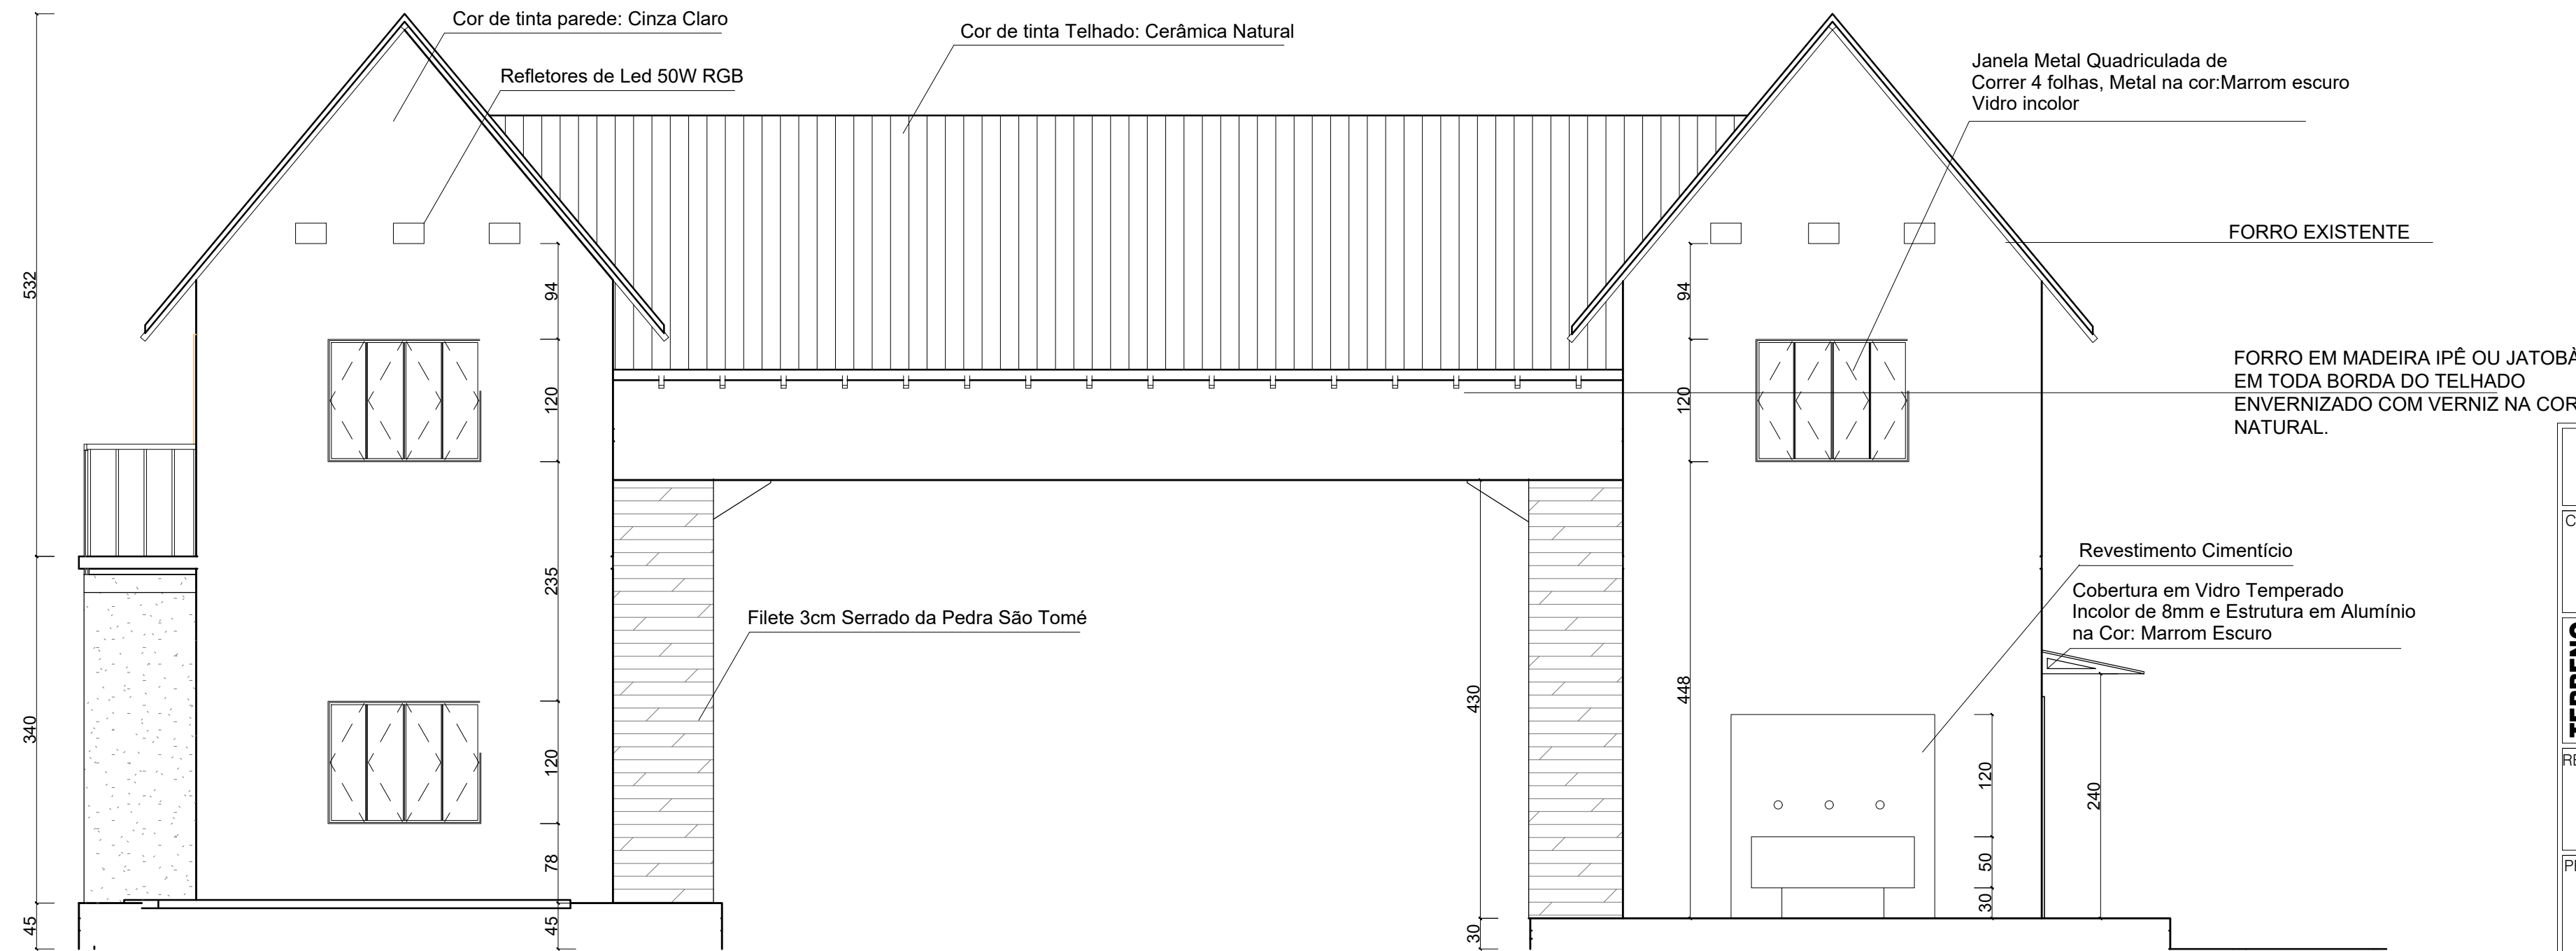 Cor de tinta parede: Cinza Claro
Cor de tinta Telhado: Cerâmica Natural
Refletores de Led 50W RGB
Janela Metal Quadriculada de
Correr 4 folhas, Metal na cor:Marrom escuro
Vidro incolor
FORRO EXISTENTE
FORRO EM MADEIRA IPÊ OU JATOBÀ
EM TODA BORDA DO TELHADO
ENVERNIZADO COM VERNIZ NA COR
NATURAL.
Revestimento Cimentício
Cobertura em Vidro Temperado
Incolor de 8mm e Estrutura em Alumínio
na Cor: Marrom Escuro
Filete 3cm Serrado da Pedra São Tomé
532
340
45
94
120
235
120
78
45
430
30
94
120
448
120
50
30
240
C
TERRENO
RE